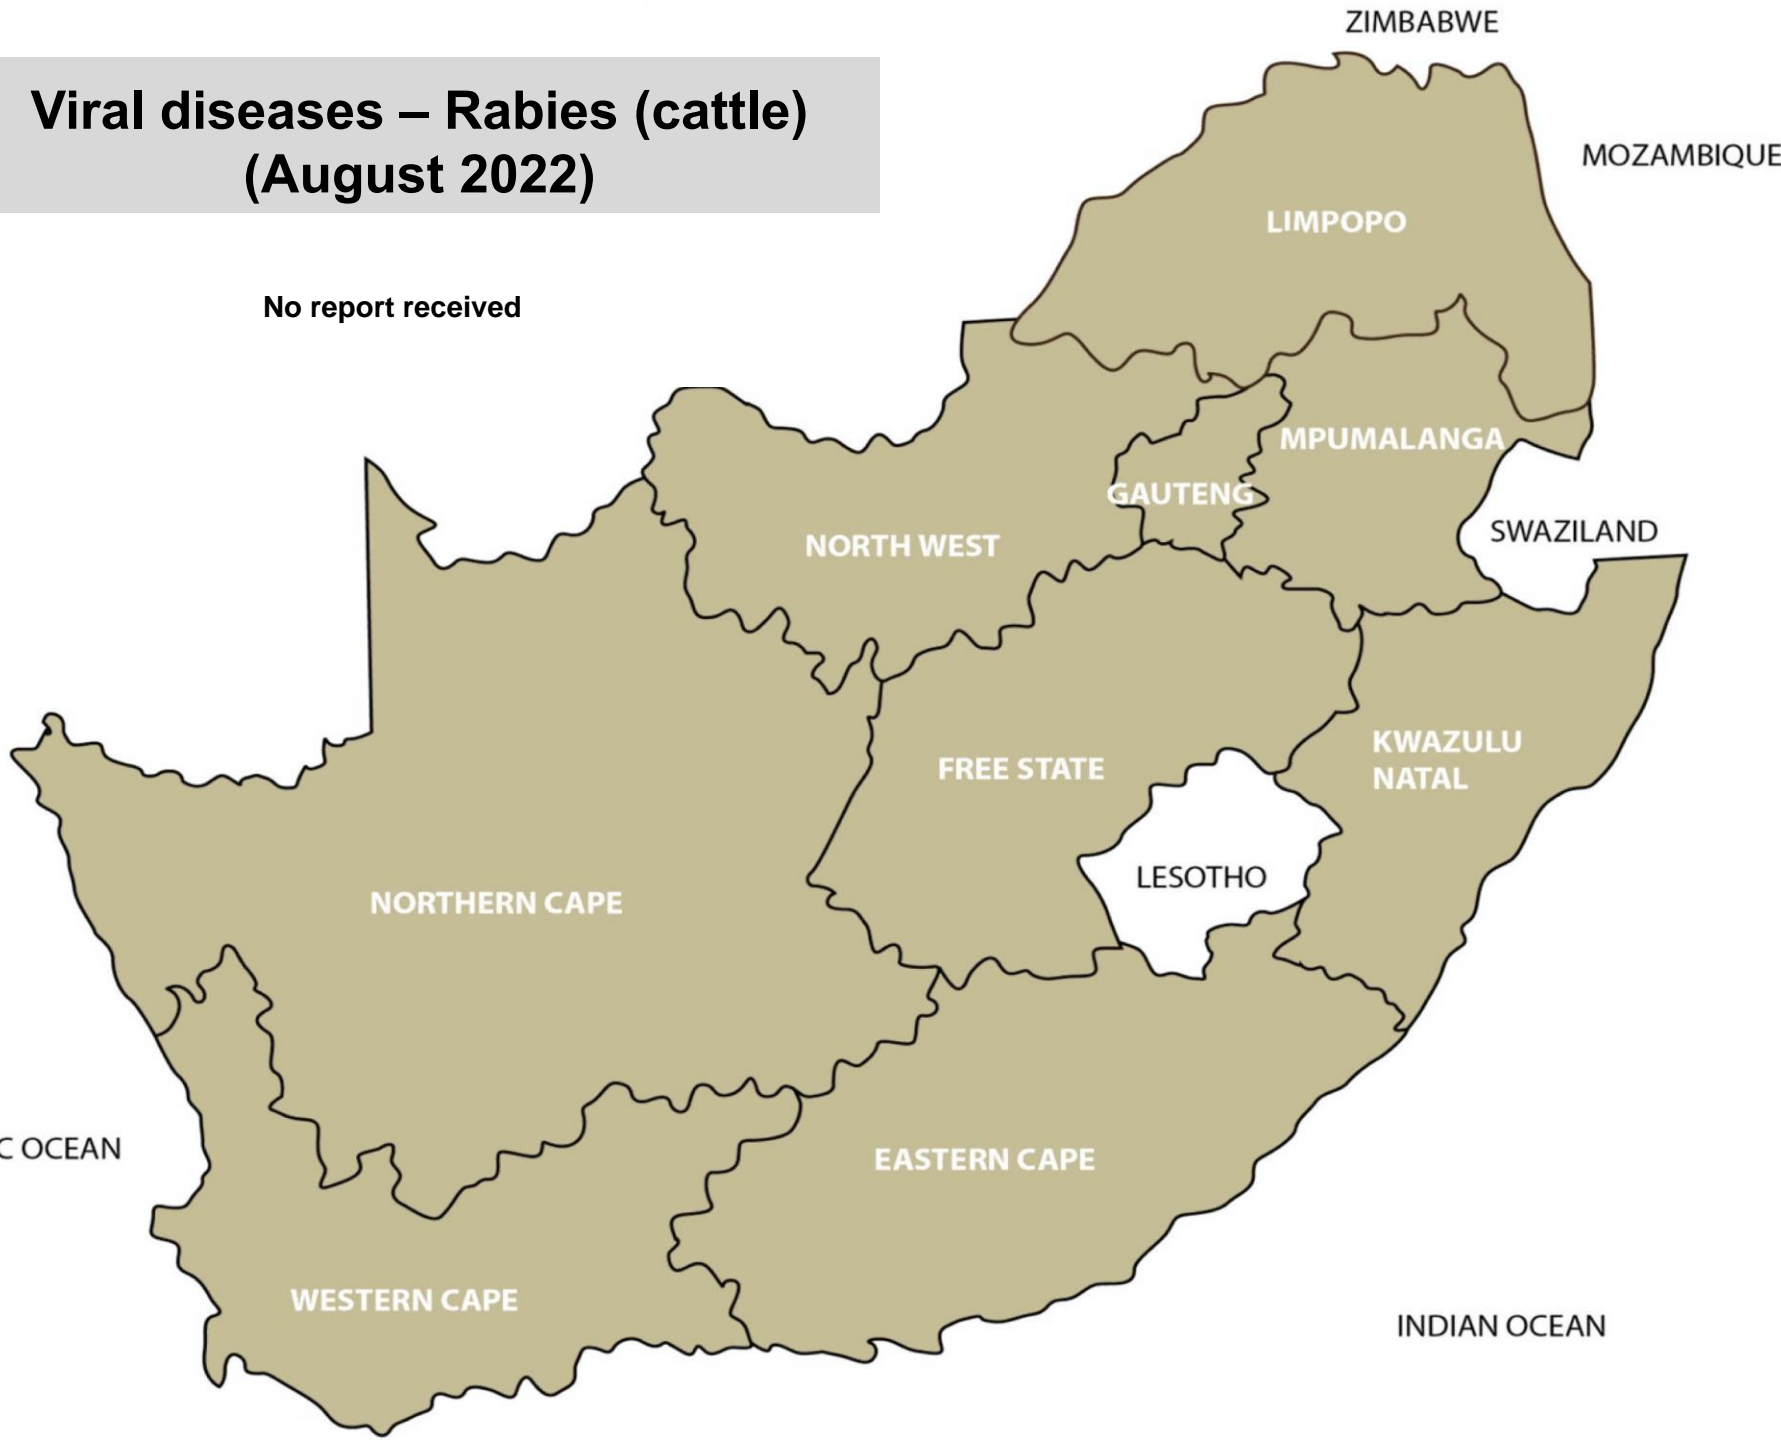 ZIMBABWE
Viral diseases – Rabies (cattle)
(August 2022)
MOZAMBIQUE
LIMPOPO
No report received
MPUMALANGA
GAUTENG
SWAZILAND
NORTH WEST
KWAZULU
NATAL
FREE STATE
LESOTHO
NORTHERN CAPE
C OCEAN
EASTERN CAPE
WESTERN CAPE
INDIAN OCEAN